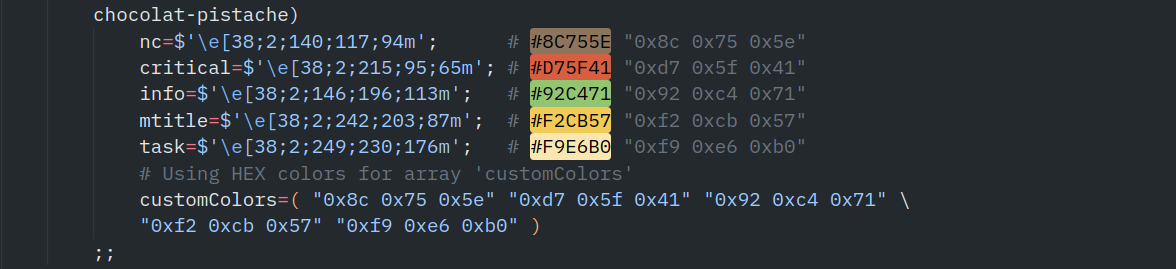 chocolat-pistache)
nc=$'\e[38;2;140;117;94m'; # #8C755E "0x8c 0x75 0x5e"
critical=$'\e[38;2;215;95;65m'; # #D75F41 "0xd7 0x5f 0x41"
info=$'\e[38;2;146;196;113m'; # #92C471 "0x92 0xc4 0x71"
mtitle=$'\e[38;2;242;203;87m'; # #F2CB57 "0xf2 0xcb 0x57"
task=$'\e[38;2;249;230;176m'; # #F9E6B0 "0xf9 0xe6 0xb0"
# Using HEX colors for array 'customColors'
customColors=( "0x8c 0x75 0x5e" "0xd7 0x5f 0x41" "0x92 0xc4 0x71" \
"0xf2 0xcb 0x57" "0xf9 0xe6 0xb0" )
;;